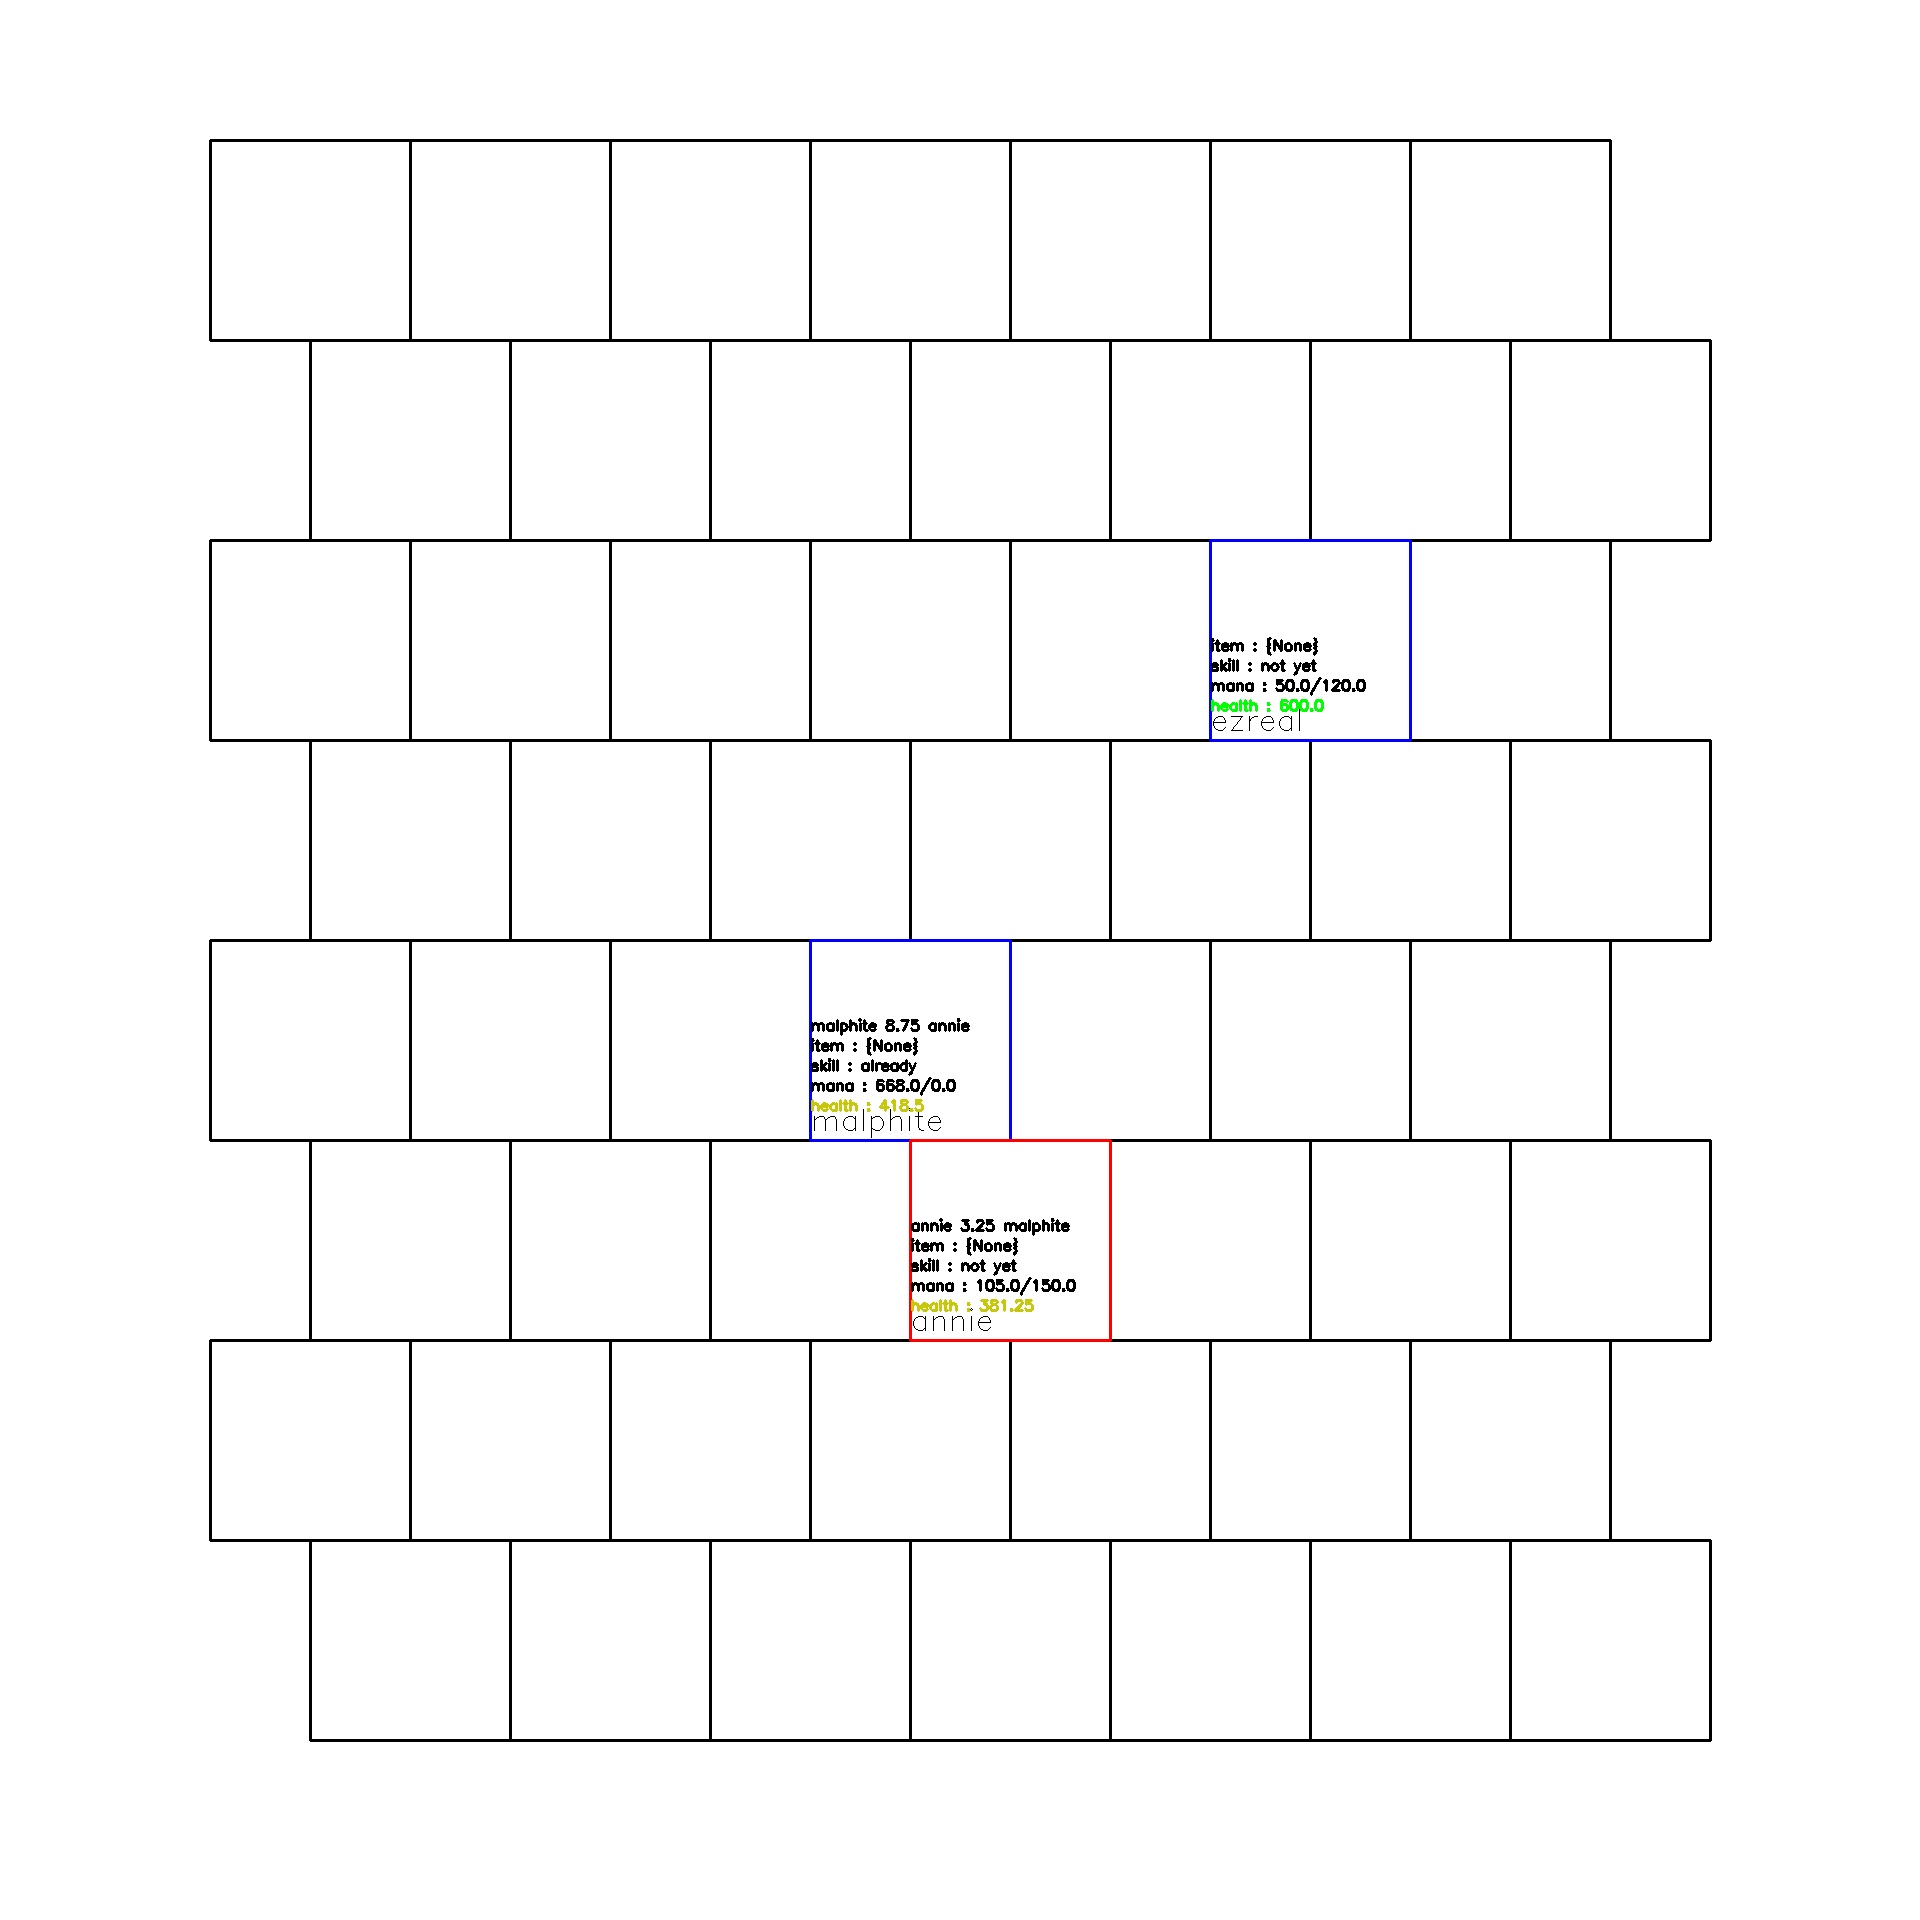 item : {None}
skill : not yet
mana : 50.0/120.0
health : 600.0
ezreal
malphite 8.75 annie
item : {None}
skill : already
mana : 668.0/0.0
health : 418.5
malphite
annie 3.25 malphite
item : {None}
skill : not yet
mana : 105.0/150.0
health : 381.25
annie